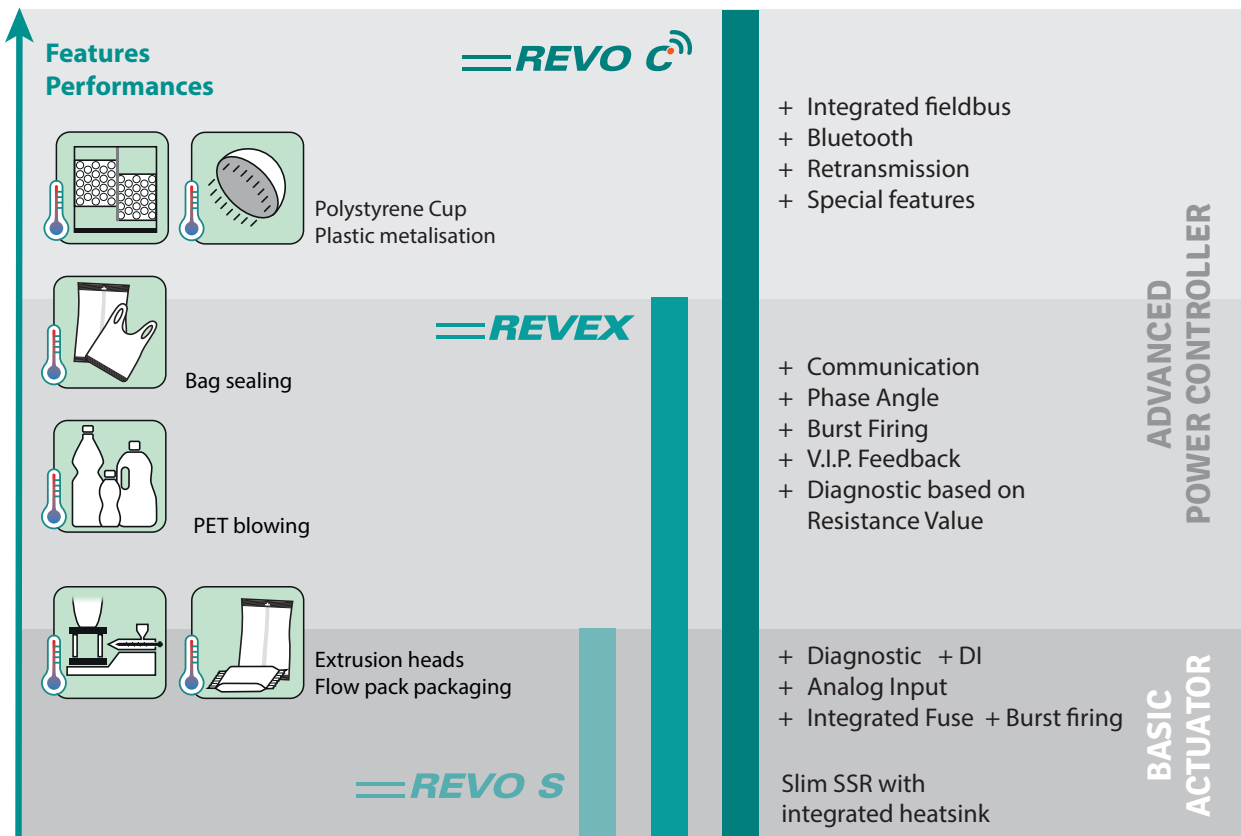 Features
Performances
REVO C
+ Integrated fieldbus
+ Bluetooth
+ Retransmission
+ Special features
Polystyrene Cup
Plastic metalisation
REVEX
Bag sealing
+ Communication
+ Phase Angle
+ Burst Firing
+ V.I.P. Feedback
+ Diagnostic based on
Resistance Value
PET blowing
ADVANCED
POWER CONTROLLER
Extrusion heads
Flow pack packaging
+ Diagnostic + DI
+ Analog Input
+ Integrated Fuse + Burst firing
REVO S
Slim SSR with
integrated heatsink
BASIC
ACTUATOR